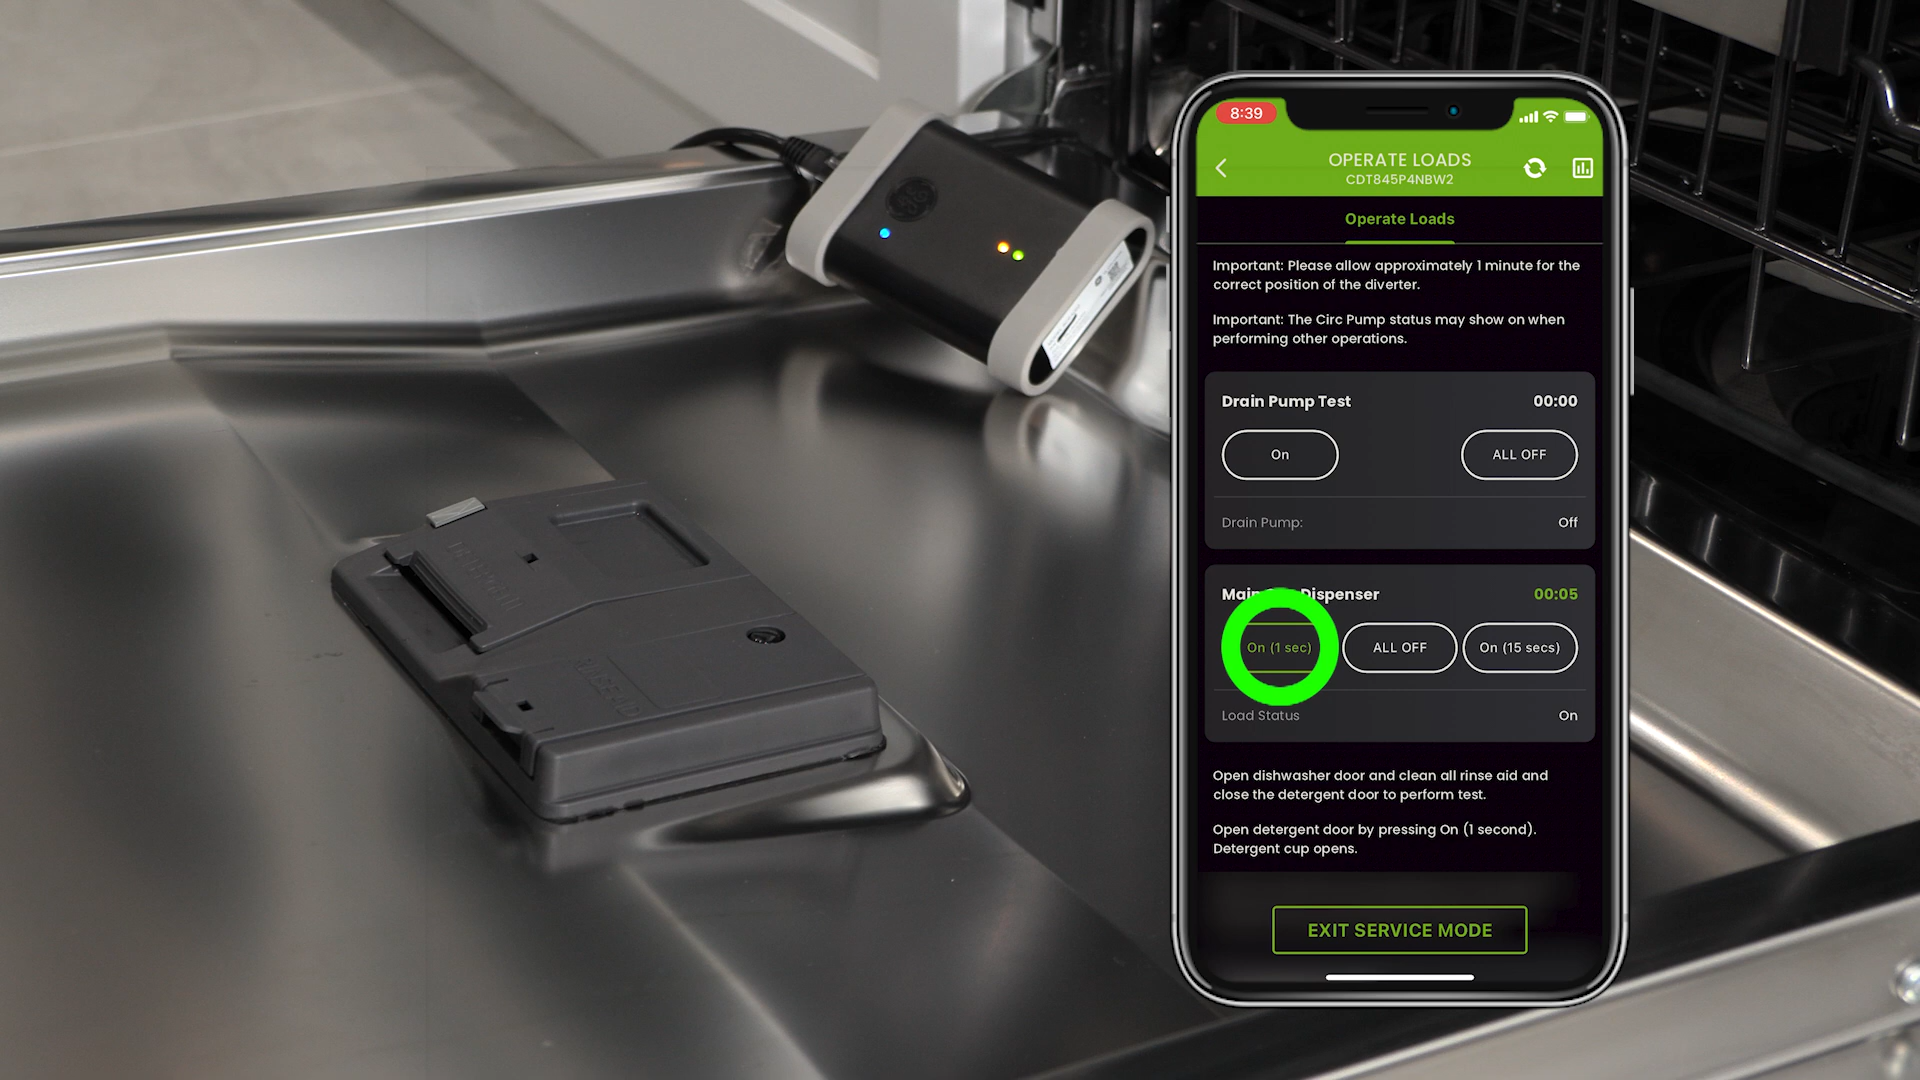 8:39
OPERATE LOADS
CDT845P4NBW2
Operate Loads
Important: Please allow approximately 1 minute for the
correct position of the diverter.
Important: The Circ Pump status may show on when
performing other operations.
Drain Pump Test 00:00
On ALL OFF
Drain Pump: Off
Dispenser 00:05
On (1 sec) ALL OFF On (15 secs)
Load Status On
Open dishwasher door and clean all rinse aid and
close the detergent door to perform test.
Open detergent door by pressing On (1 second).
Detergent cup opens.
EXIT SERVICE MODE
GE